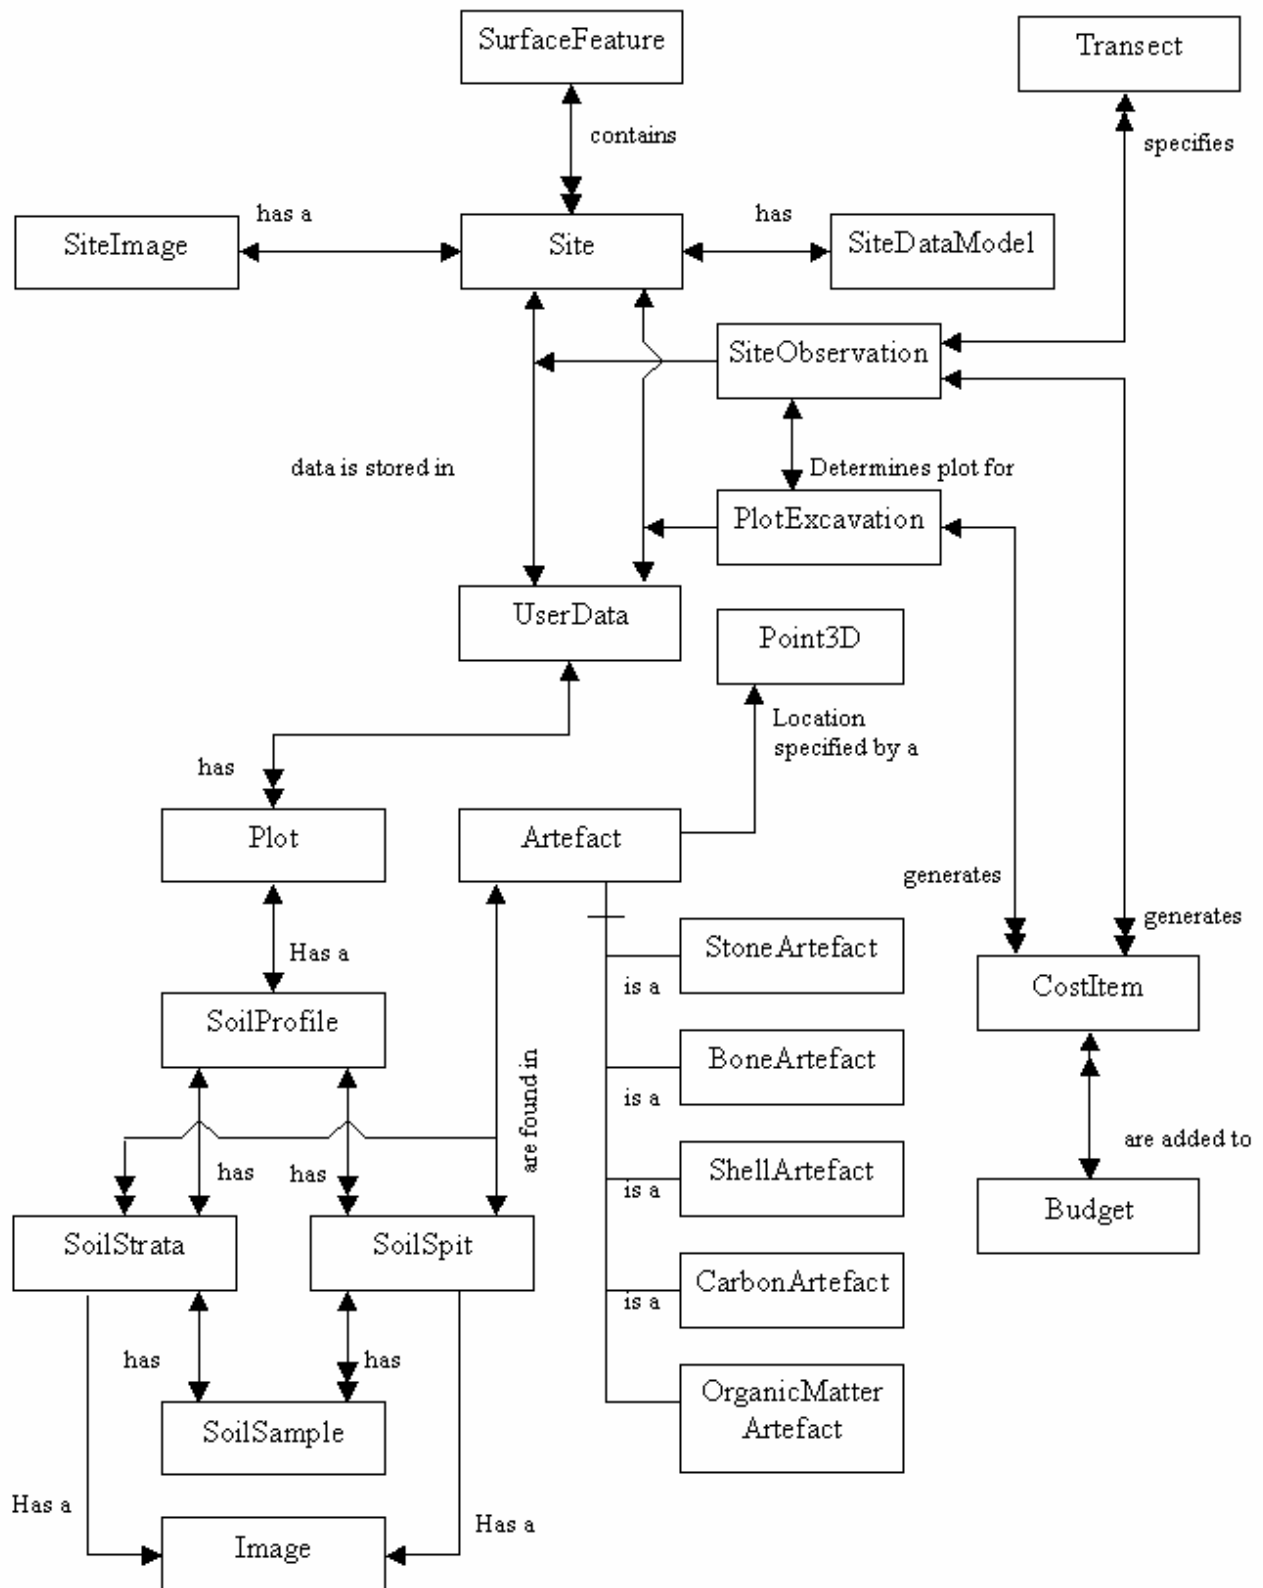 SurfaceFeature
Transect
contains
specifies
has a
has
SiteImage
Site
SiteDataModel
SiteObservation
data is stored in
Determines plot for
PlotExcavation
UserData
Point3D
Location
specified by a
has
Plot
Artefact
generates
generates
Has a
StoneArtefact
is a
CostItem
SoilProfile
BoneArtefact
are found in
is a
are added to
has
has
ShellArtefact
is a
Budget
SoilStrata
SoilSpit
CarbonArtefact
is a
has
has
OrganicMatter
Artefact
SoilSample
Has a
Has a
Image